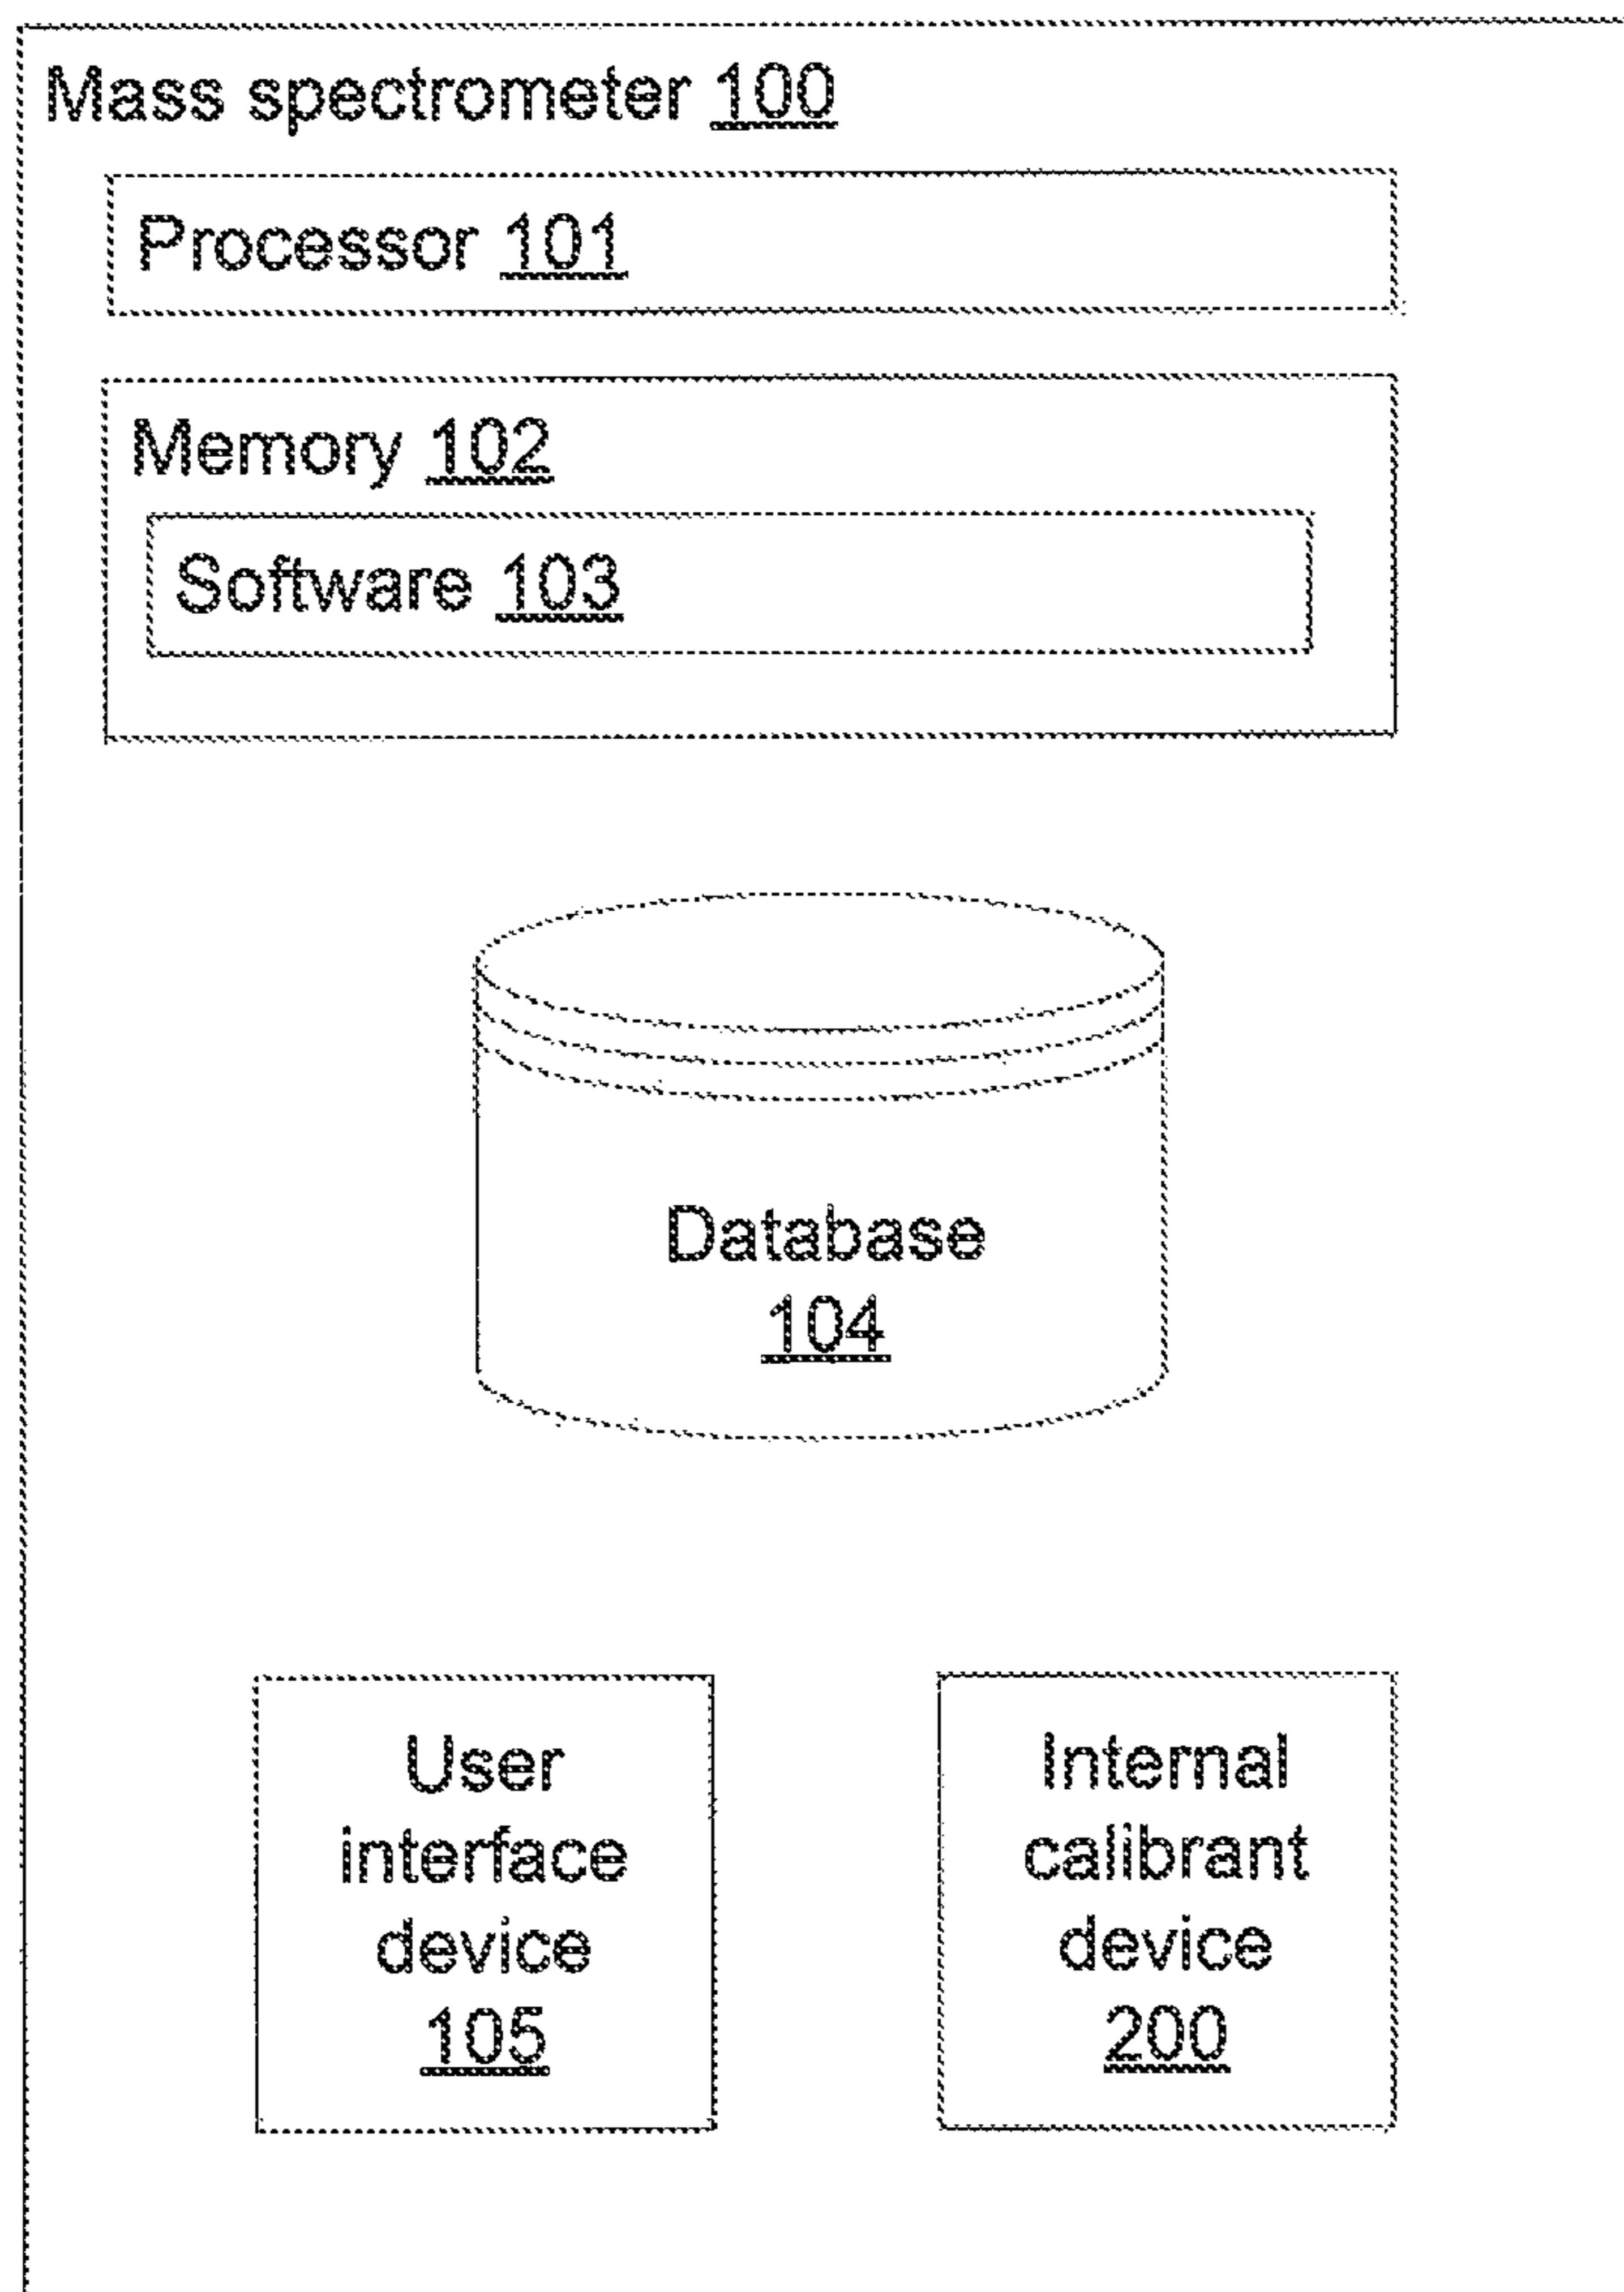 Mass spectrometer 100
Processor 101
Memory 102
Software 103
Database
104
User
interface
device
105
Internal
calibrant
device
200